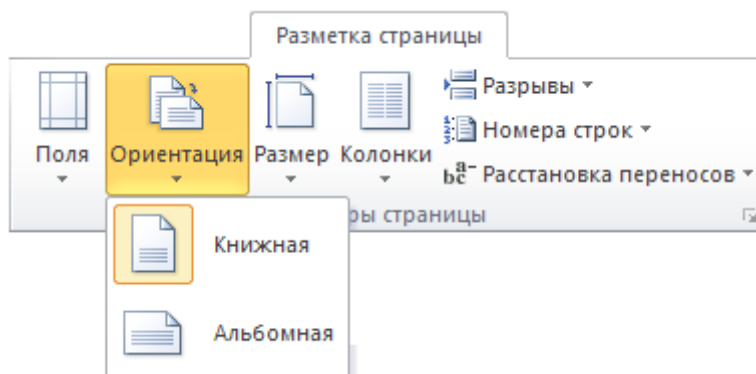 Разметка страницы
Поля
Ориентация
Размер
Колонки
Разрывы
Номера строк
Расстановка переносов
ры страницы
Книжная
Альбомная